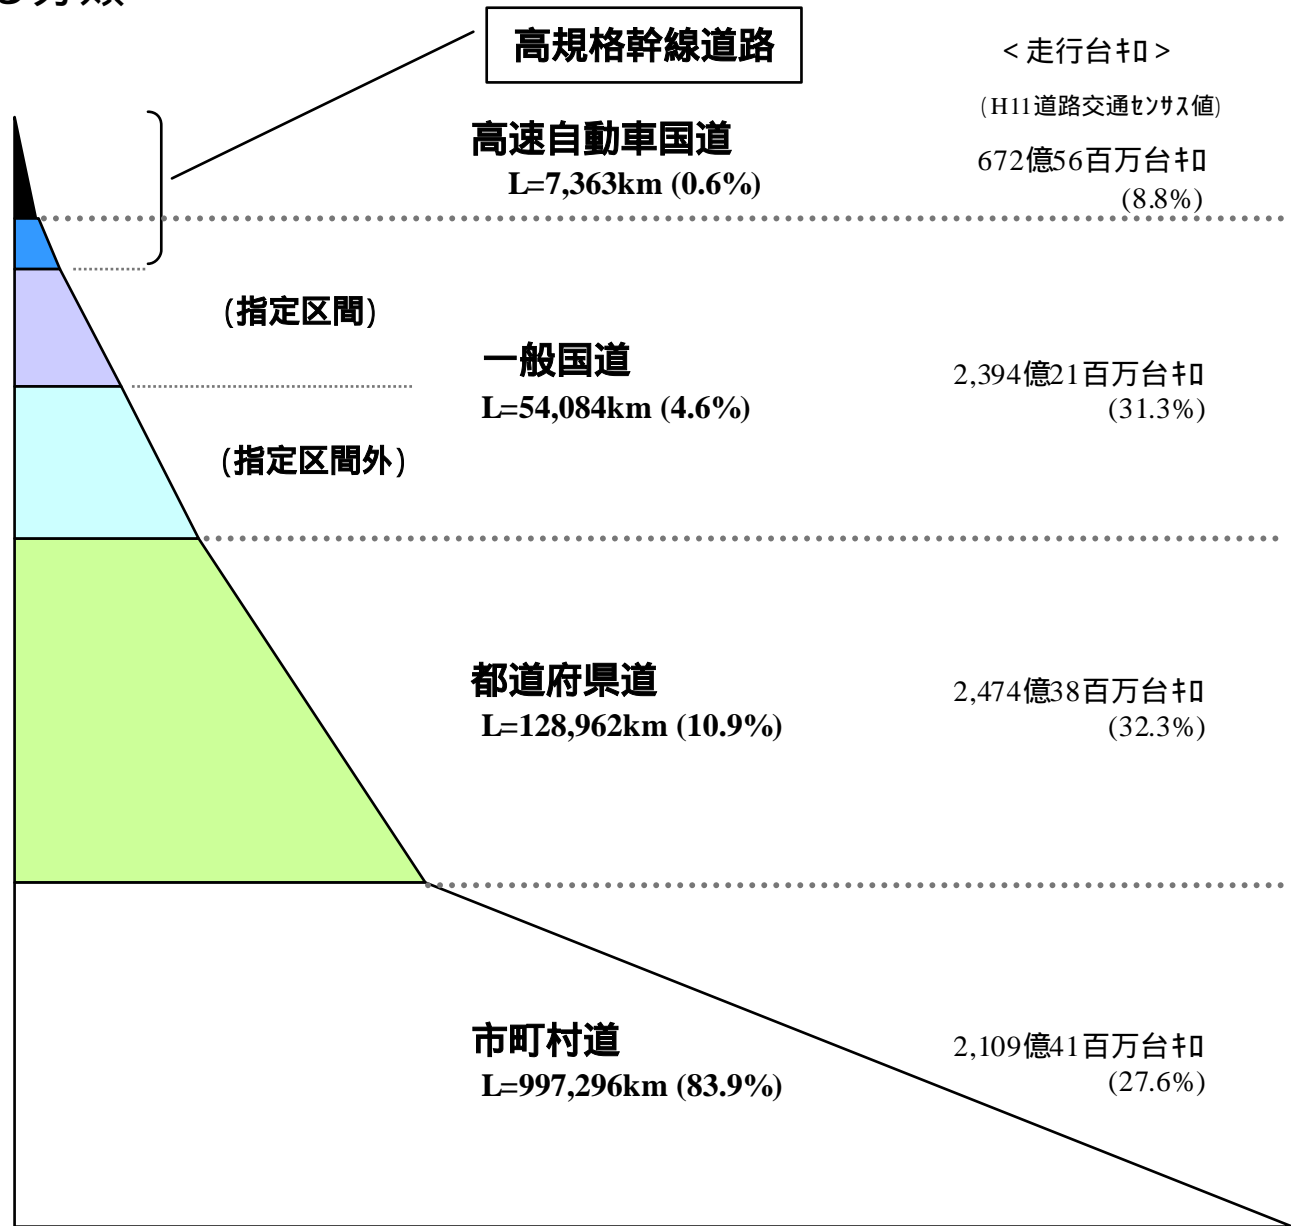 高規格幹線道路
<走行台ｷﾛ>
(H11道路交通ｾﾝｻｽ値)
高速自動車国道
L=7,363km (0.6%)
672億56百万台ｷﾛ
(8.8%)
(指定区間)
一般国道
L=54,084km (4.6%)
2,394億21百万台ｷﾛ
(31.3%)
(指定区間外)
都道府県道
L=128,962km (10.9%)
2,474億38百万台ｷﾛ
(32.3%)
市町村道
L=997,296km (83.9%)
2,109億41百万台ｷﾛ
(27.6%)